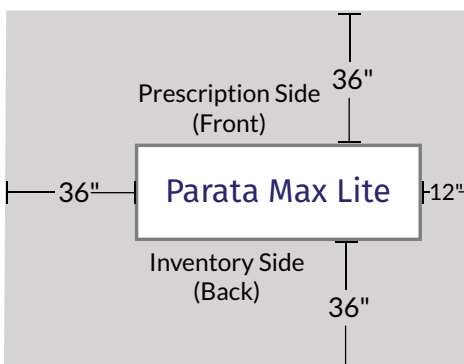 36"
Prescription Side
(Front)
36"
Parata Max Lite
12"
Inventory Side
(Back)
36"